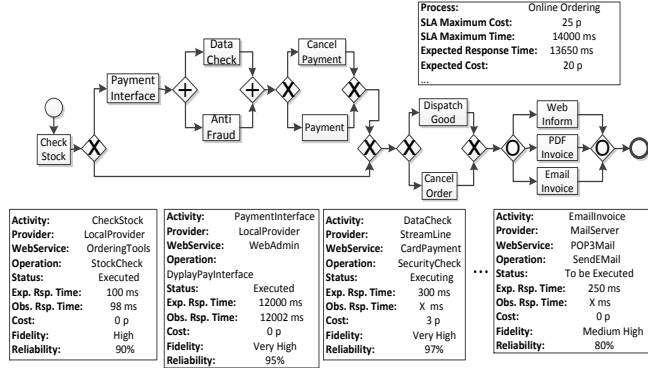 Process: Online Ordering
SLA Maximum Cost: 25 p
SLA Maximum Time: 14000 ms
Expected Response Time: 13650 ms
Expected Cost: 20 p
...
Data
Check
Cancel
Payment
Payment
Interface
+
+
X
X
Anti
Fraud
Payment
Check
Stock
X
X
X
Dispatch
Good
Cancel
Order
X
O
Web
Inform
PDF
Invoice
Email
Invoice
O
Activity: CheckStock
Provider: LocalProvider
WebService: OrderingTools
Operation: StockCheck
Status: Executed
Exp. Rsp. Time: 100 ms
Obs. Rsp. Time: 98 ms
Cost: 0 p
Fidelity: High
Reliability: 90%
Activity: PaymentInterface
Provider: LocalProvider
WebService: WebAdmin
Operation:
DyplayPayInterface
Status: Executed
Exp. Rsp. Time: 12000 ms
Obs. Rsp. Time: 12002 ms
Cost: 0 p
Fidelity: Very High
Reliability: 95%
Activity: DataCheck
Provider: StreamLine
WebService: CardPayment
Operation: SecurityCheck
Status: Executing
Exp. Rsp. Time: 300 ms
Obs. Rsp. Time: X ms
Cost: 3 p
Fidelity: Very High
Reliability: 97%
...
Activity: EmailInvoice
Provider: MailServer
WebService: POP3Mail
Operation: SendEMail
Status: To be Executed
Exp. Rsp. Time: 250 ms
Obs. Rsp. Time: X ms
Cost: 0 p
Fidelity: Medium High
Reliability: 80%